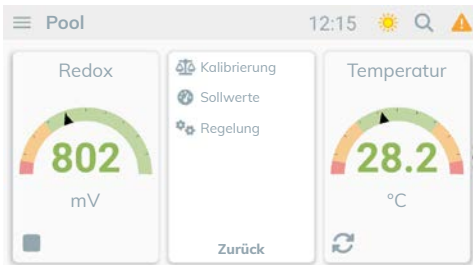 Pool
12:15
Redox
802
mV
Kalibrierung
Sollwerte
Regelung
Zurück
Temperatur
28.2
°C